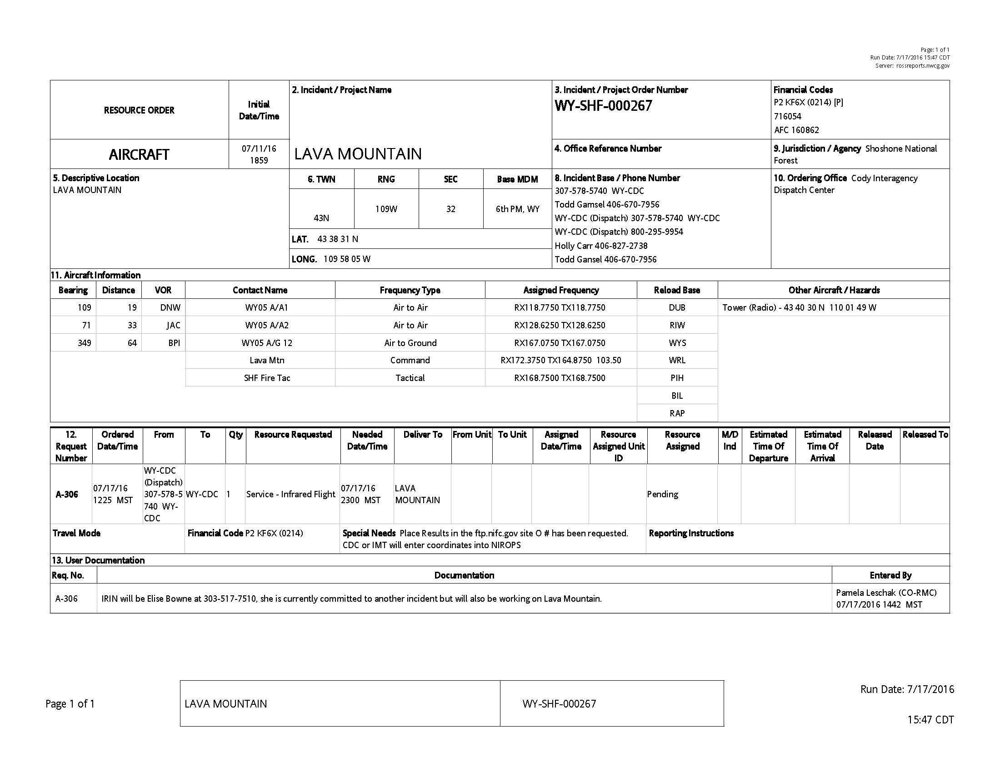 Page: 1 of 1
Run Date: 7/17/2016 15:47 CDT
Server: rossreports.nwcg.gov
RESOURCE ORDER
Initial
Date/Time
2. Incident / Project Name
3. Incident / Project Order Number
WY-SHF-000267
Financial Codes
P2 KF6X (0214) [P]
716054
AFC 160862
AIRCRAFT
07/11/16
1859
LAVA MOUNTAIN
4. Office Reference Number
9. Jurisdiction / Agency Shoshone National
Forest
5. Descriptive Location
LAVA MOUNTAIN
6. TWN RNG SEC Base MDM
43N 109W 32 6th PM, WY
LAT. 43 38 31 N
LONG. 109 58 05 W
8. Incident Base / Phone Number
307-578-5740 WY-CDC
Todd Gamsel 406-670-7956
WY-CDC (Dispatch) 307-578-5740 WY-CDC
WY-CDC (Dispatch) 800-295-9954
Holly Carr 406-827-2738
Todd Gansel 406-670-7956
10. Ordering Office Cody Interagency
Dispatch Center
11. Aircraft Information
Bearing Distance VOR Contact Name Frequency Type Assigned Frequency Reload Base Other Aircraft / Hazards
109 19 DNW WY05 A/A1 Air to Air RX118.7750 TX118.7750 DUB Tower (Radio) - 43 40 30 N 110 01 49 W
71 33 JAC WY05 A/A2 Air to Air RX128.6250 TX128.6250 RIW
349 64 BPI WY05 A/G 12 Air to Ground RX167.0750 TX167.0750 WYS
Lava Mtn Command RX172.3750 TX164.8750 103.50 WRL
SHF Fire Tac Tactical RX168.7500 TX168.7500 PIH
BIL
RAP
12.
Request
Number
Ordered
Date/Time
From
To
Qty
Resource Requested
Needed
Date/Time
Deliver To
From Unit
To Unit
Assigned
Date/Time
Resource
Assigned Unit
ID
Resource
Assigned
M/D
Ind
Estimated
Time Of
Departure
Estimated
Time Of
Arrival
Released
Date
Released To
A-306
07/17/16
1225 MST
WY-CDC
(Dispatch)
307-578-5
740 WY-
CDC
WY-CDC
1
Service - Infrared Flight
07/17/16
2300 MST
LAVA
MOUNTAIN
Pending
Travel Mode
Financial Code P2 KF6X (0214)
Special Needs Place Results in the ftp.nifc.gov site O # has been requested.
CDC or IMT will enter coordinates into NIROPS
Reporting Instructions
13. User Documentation
Req. No. Documentation Entered By
A-306
IRIN will be Elise Bowne at 303-517-7510, she is currently committed to another incident but will also be working on Lava Mountain.
Pamela Leschak (CO-RMC)
07/17/2016 1442 MST
Page 1 of 1
LAVA MOUNTAIN
WY-SHF-000267
Run Date: 7/17/2016
15:47 CDT